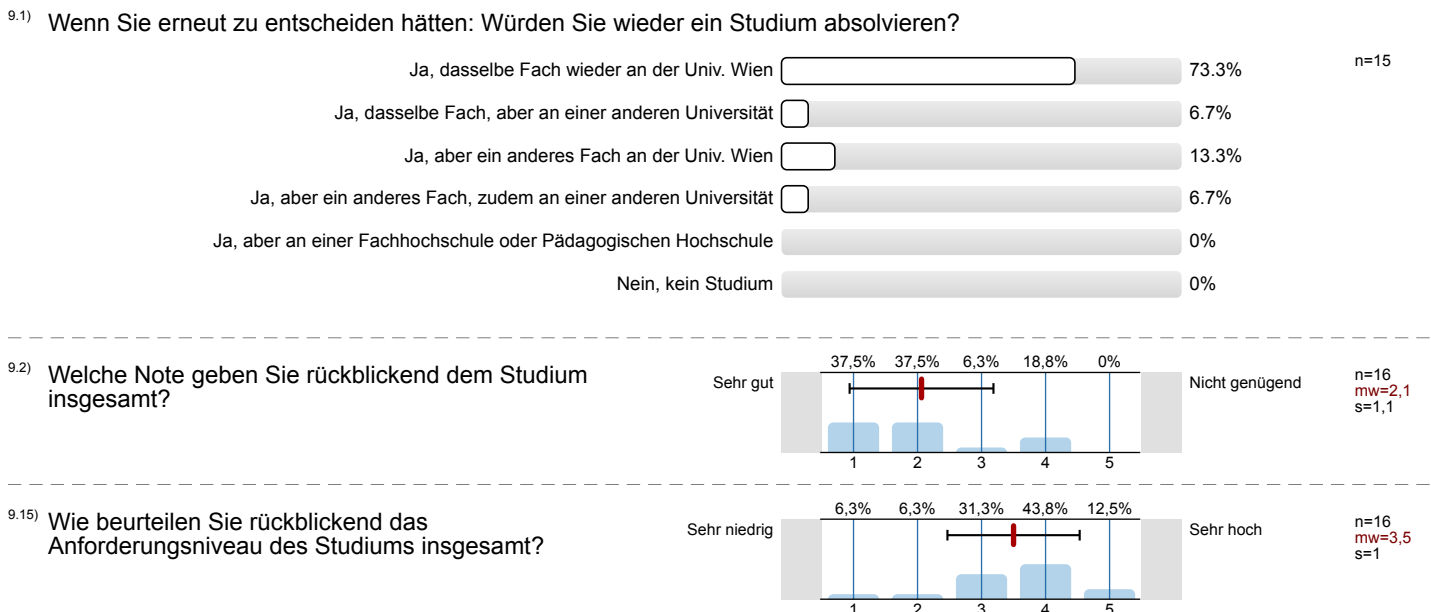 9.1) Wenn Sie erneut zu entscheiden hätten: Würden Sie wieder ein Studium absolvieren?
Ja, dasselbe Fach wieder an der Univ. Wien 73.3% n=15
Ja, dasselbe Fach, aber an einer anderen Universität 6.7%
Ja, aber ein anderes Fach an der Univ. Wien 13.3%
Ja, aber ein anderes Fach, zudem an einer anderen Universität 6.7%
Ja, aber an einer Fachhochschule oder Pädagogischen Hochschule 0%
Nein, kein Studium 0%
9.2) Welche Note geben Sie rückblickend dem Studium
insgesamt?
37,5% 37,5% 6,3% 18,8% 0%
Sehr gut Nicht genügend
1 2 3 4 5
n=16
mw=2,1
s=1,1
9.15) Wie beurteilen Sie rückblickend das
Anforderungsniveau des Studiums insgesamt?
6,3% 6,3% 31,3% 43,8% 12,5%
Sehr niedrig Sehr hoch
1 2 3 4 5
n=16
mw=3,5
s=1